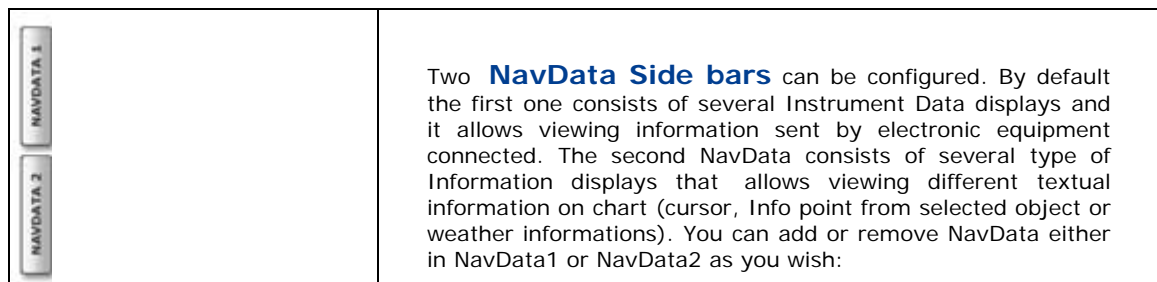 NAVDATA 1
NAVDATA 2
Two NavData Side bars can be configured. By default
the first one consists of several Instrument Data displays and
it allows viewing information sent by electronic equipment
connected. The second NavData consists of several type of
Information displays that allows viewing different textual
information on chart (cursor, Info point from selected object or
weather informations). You can add or remove NavData either
in NavData1 or NavData2 as you wish: